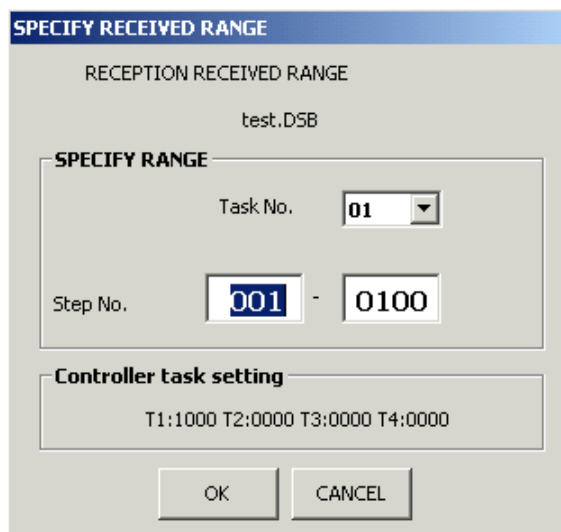 SPECIFY RECEIVED RANGE
RECEPTION RECEIVED RANGE
test.DSB
SPECIFY RANGE
Task No. 01
Step No. 001 - 0100
Controller task setting
T1:1000 T2:0000 T3:0000 T4:0000
OK CANCEL